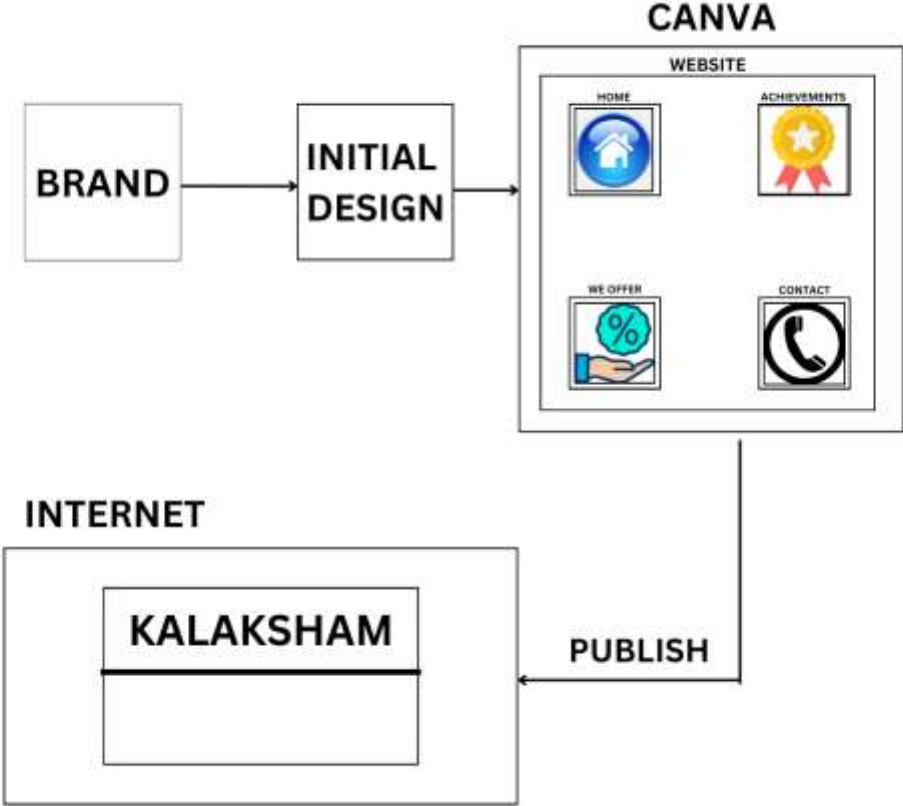 CANVA
WEBSITE
HOME
ACHIEVEMENTS
BRAND
INITIAL
DESIGN
WE OFFER
CONTACT
%
INTERNET
KALAKSHAM
PUBLISH